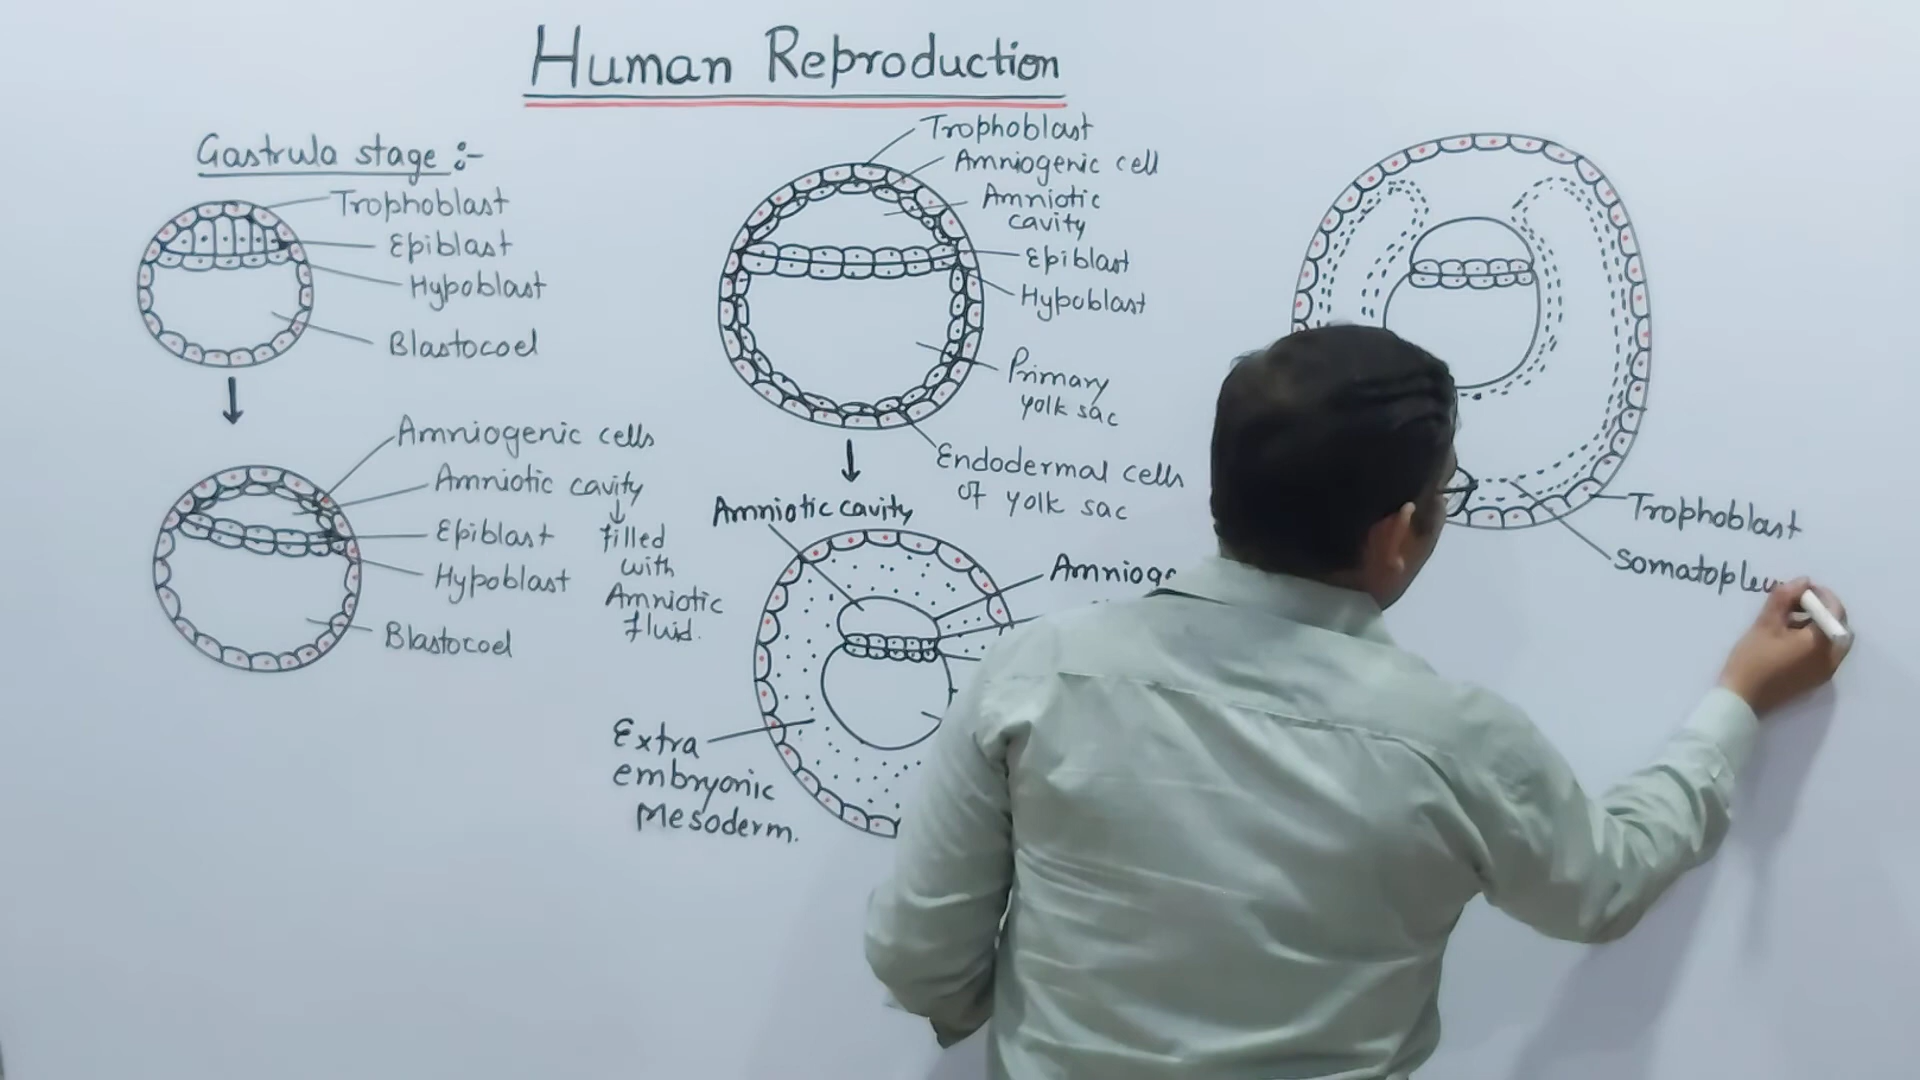 Human Reproduction
Gastrula stage :-
Trophoblast
Epiblast
Hypoblast
Blastocoel
Amniogenic cells
Amniotic cavity
filled
with
Amniotic
fluid.
Epiblast
Hypoblast
Blastocoel
Trophoblast
Amniogenic cell
Amniotic
cavity
Epiblast
Hypoblast
Primary
yolk sac
Endodermal cells
of yolk sac
Amniotic cavity
Extra
embryonic
Mesoderm.
Trophoblast